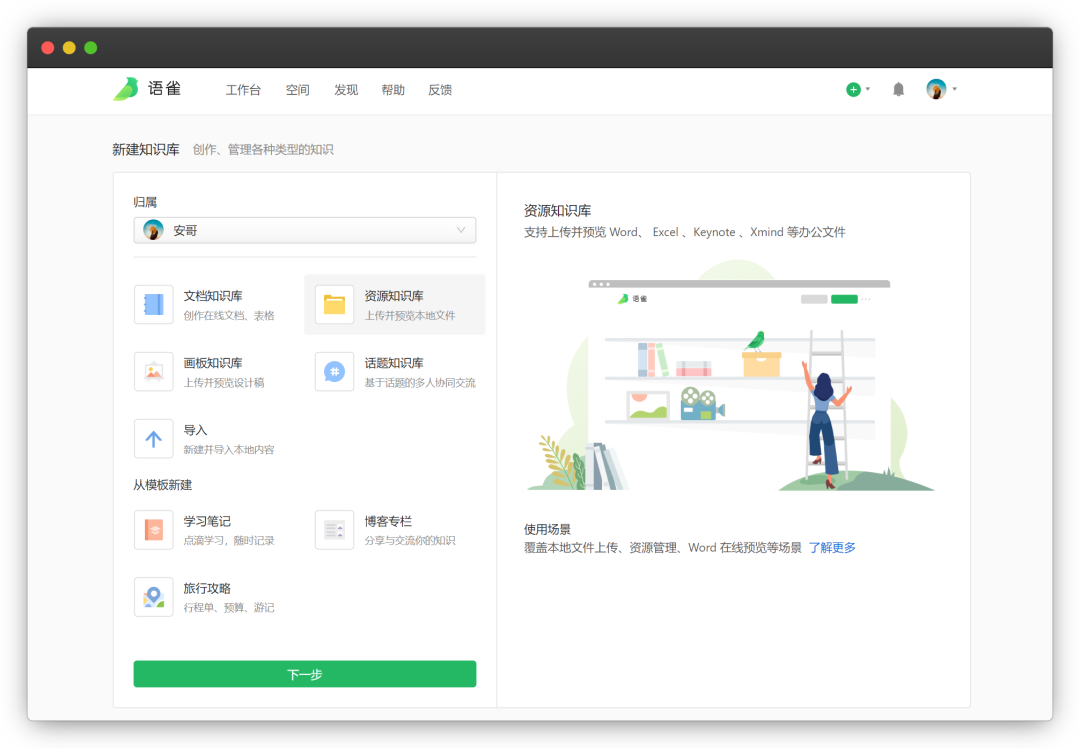 语雀
工作台 空间 发现 帮助 反馈
新建知识库 创作、管理各种类型的知识
归属
安哥
文档知识库
创作在线文档、表格
资源知识库
上传并预览本地文件
画板知识库
上传并预览设计稿
话题知识库
基于话题的多人协同交流
导入
新建并导入本地内容
从模板新建
学习笔记
点滴学习，随时记录
博客专栏
分享与交流你的知识
旅行攻略
行程单、预算、游记
下一步
资源知识库
支持上传并预览 Word、 Excel 、Keynote 、Xmind 等办公文件
语雀
使用场景
覆盖本地文件上传、资源管理、Word 在线预览等场景 了解更多